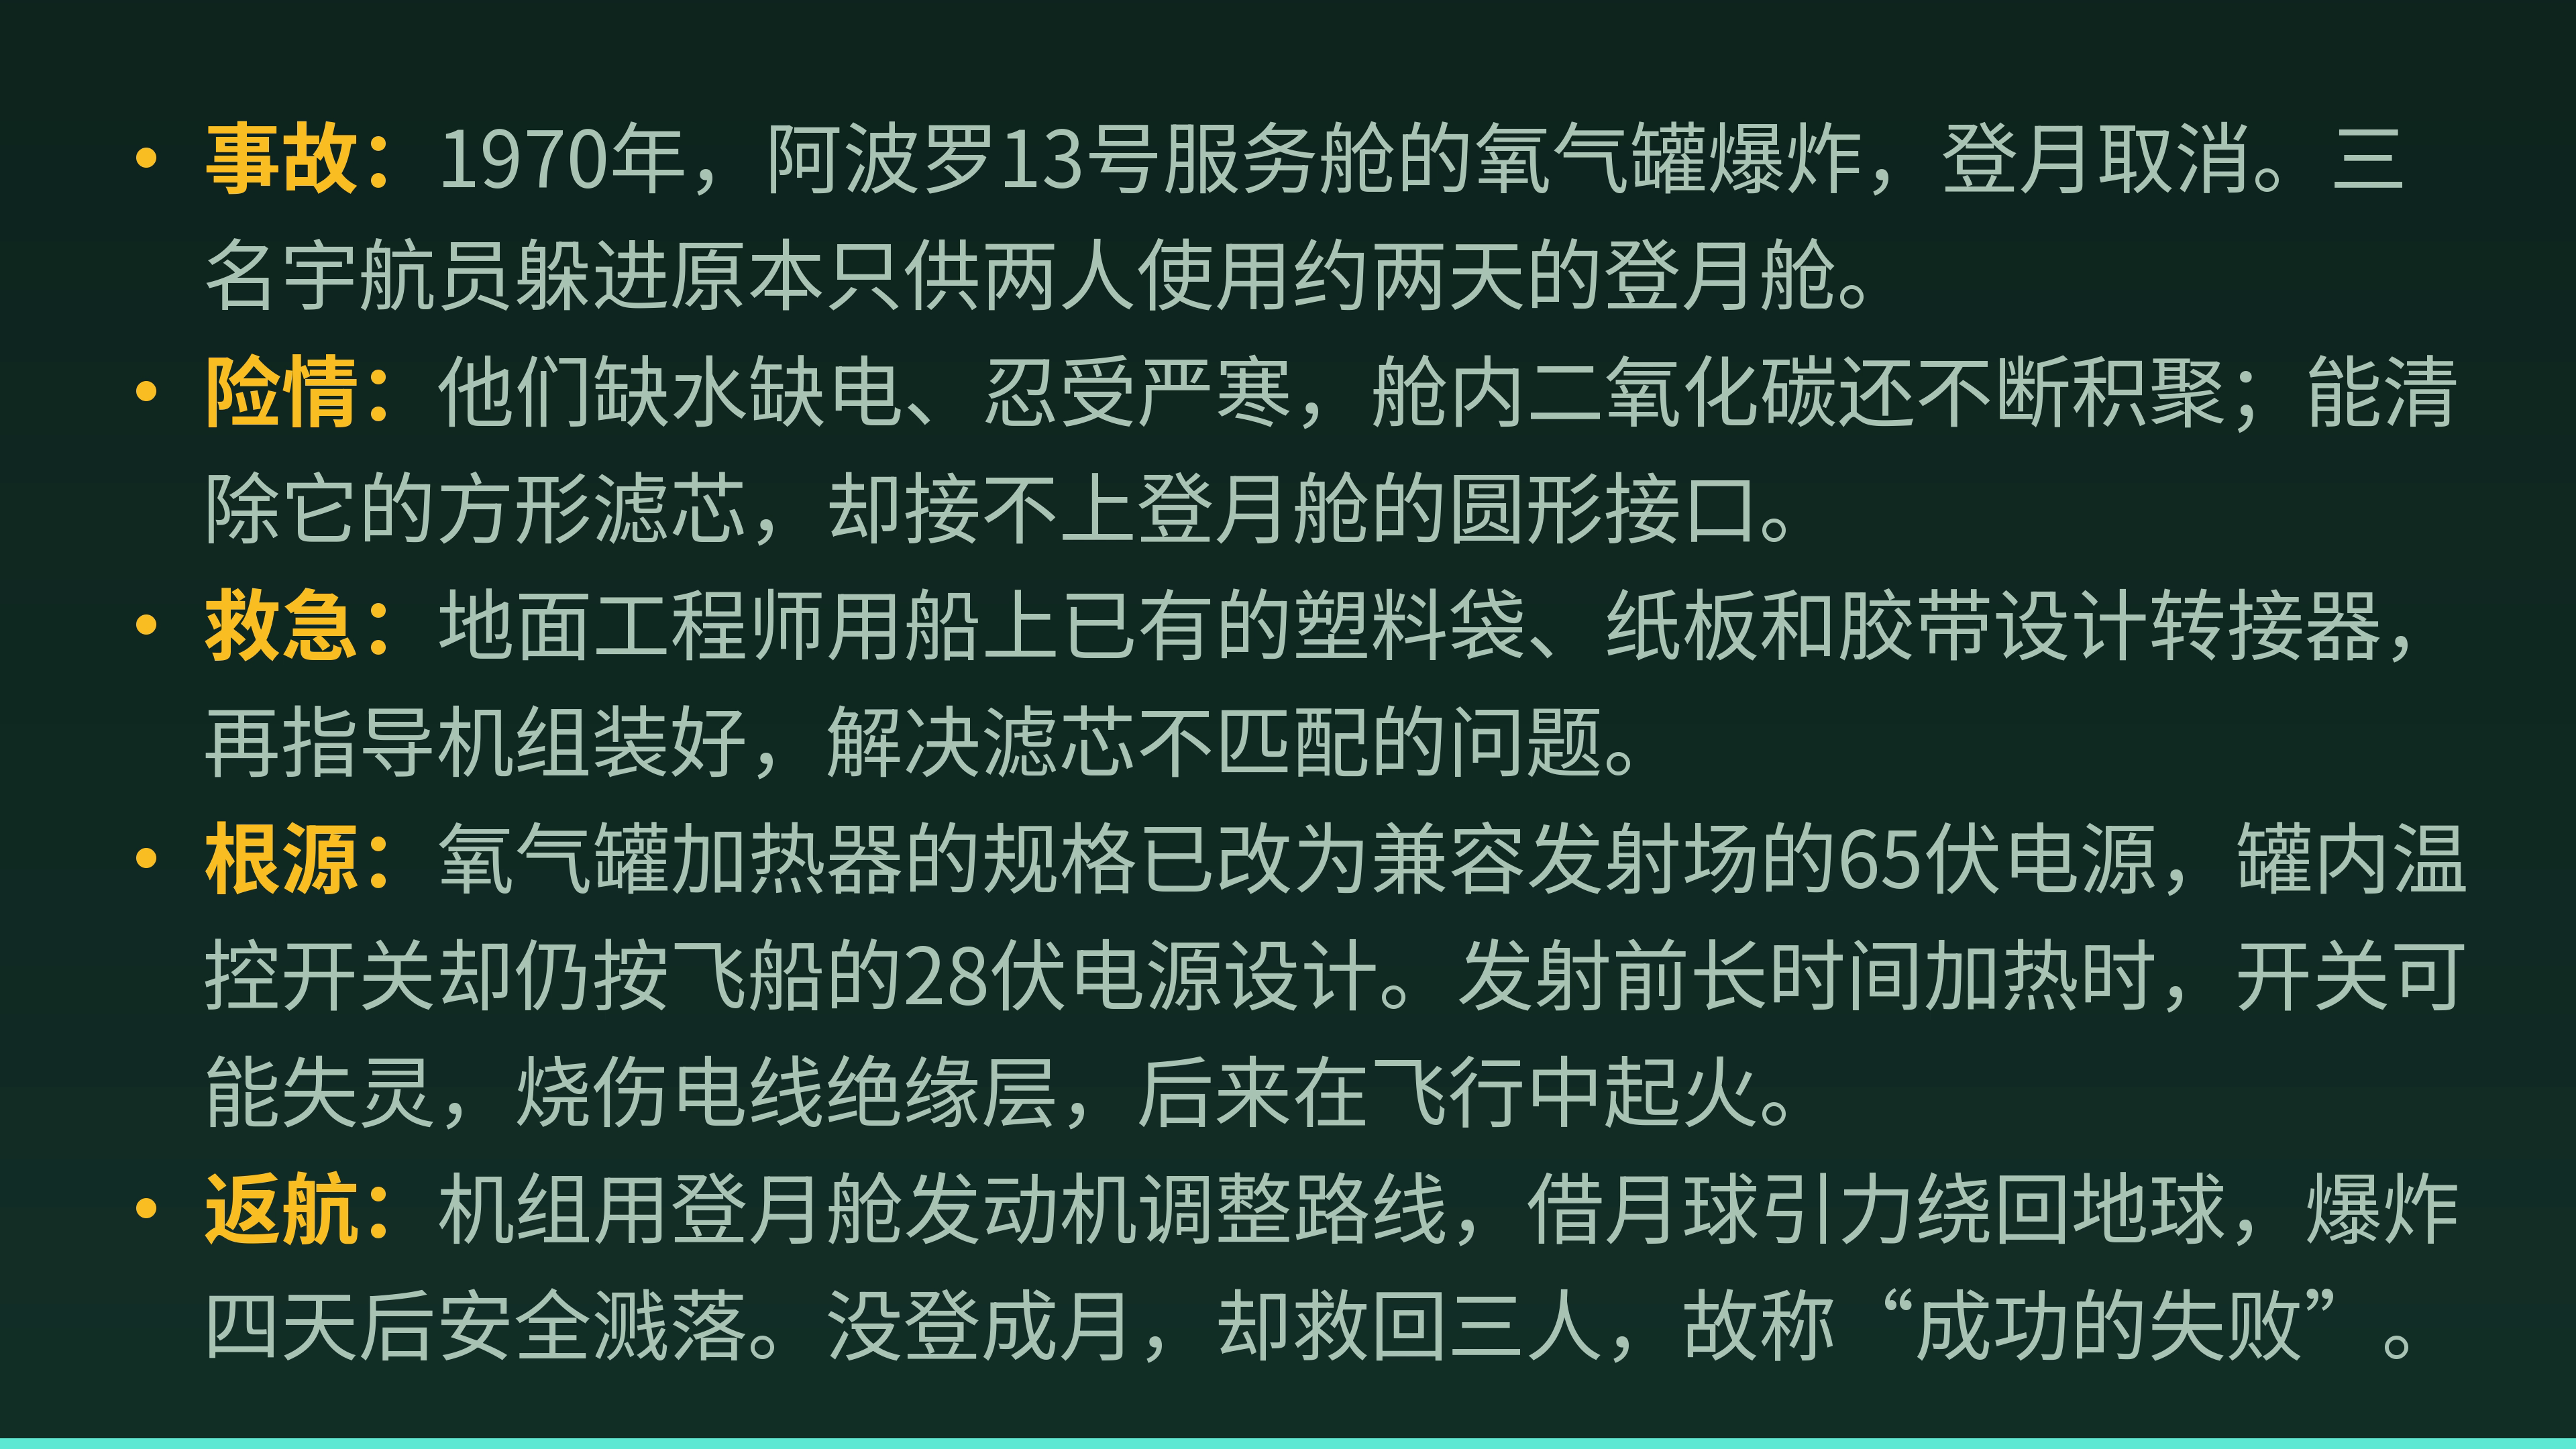 • 事故：1970年，阿波罗13号服务舱的氧气罐爆炸，登月取消。三
名宇航员躲进原本只供两人使用约两天的登月舱。
• 险情：他们缺水缺电、忍受严寒，舱内二氧化碳还不断积聚；能清
除它的方形滤芯，却接不上登月舱的圆形接口。
• 救急：地面工程师用船上已有的塑料袋、纸板和胶带设计转接器，
再指导机组装好，解决滤芯不匹配的问题。
• 根源：氧气罐加热器的规格已改为兼容发射场的65伏电源，罐内温
控开关却仍按飞船的28伏电源设计。发射前长时间加热时，开关可
能失灵，烧伤电线绝缘层，后来在飞行中起火。
• 返航：机组用登月舱发动机调整路线，借月球引力绕回地球，爆炸
四天后安全溅落。没登成月，却救回三人，故称“成功的失败”。